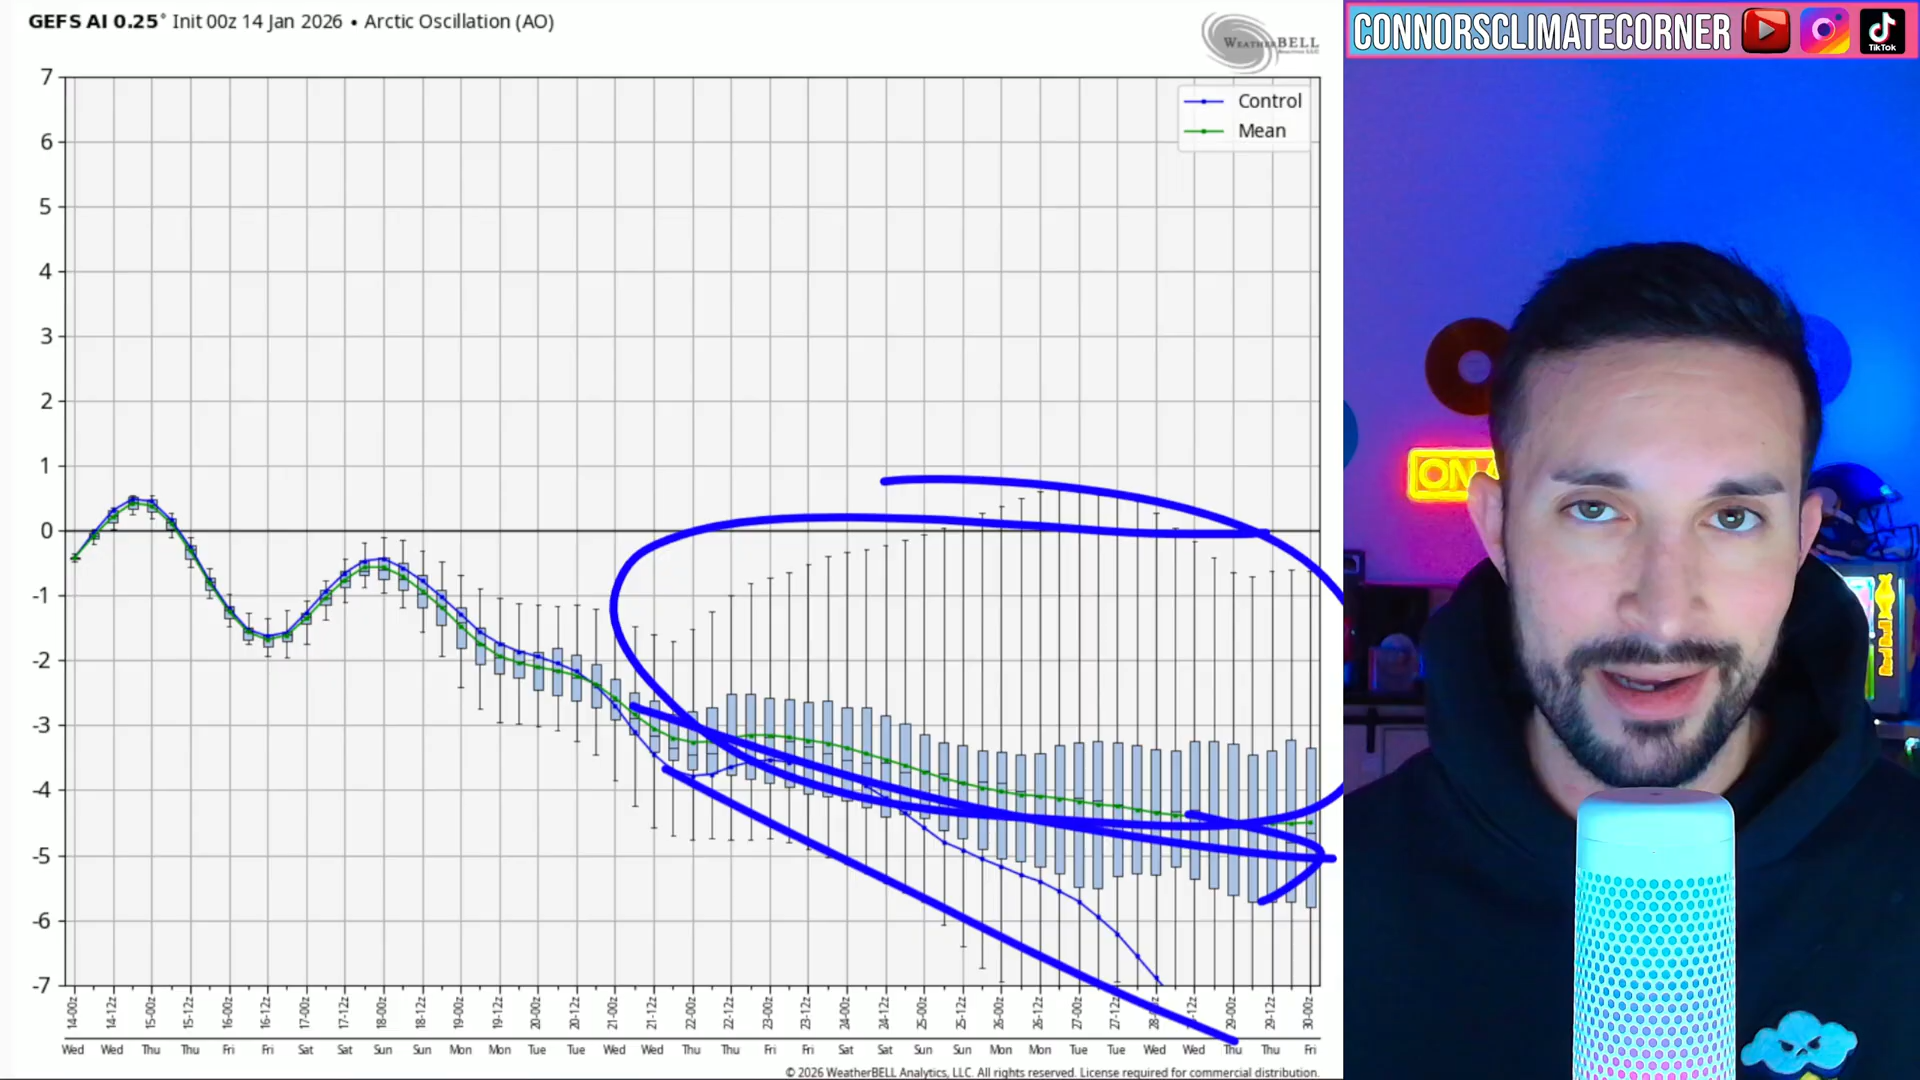 GEFS AI 0.25° Init 00z 14 Jan 2026 • Arctic Oscillation (AO)
WEATHERBELL
CONNORSCLIMATECORNER
TikTok
Control
Mean
7
6
5
4
3
2
1
0
-1
-2
-3
-4
-5
-6
-7
ON
Red Bull
14-00z 14-12z 15-00z 15-12z 16-00z 16-12z 17-00z 17-12z 18-00z 18-12z 19-00z 19-12z 20-00z 20-12z 21-00z 21-12z 22-00z 22-12z 23-00z 23-12z 24-00z 24-12z 25-00z 25-12z 26-00z 26-12z 27-00z 27-12z 28-00z 29-00z 29-12z 30-00z
Wed Wed Thu Thu Fri Fri Sat Sat Sun Sun Mon Mon Tue Tue Wed Wed Thu Thu Fri Fri Sat Sat Sun Sun Mon Mon Tue Tue Wed Wed Thu Thu Fri
© 2026 WeatherBELL Analytics, LLC. All rights reserved. License required for commercial distribution.